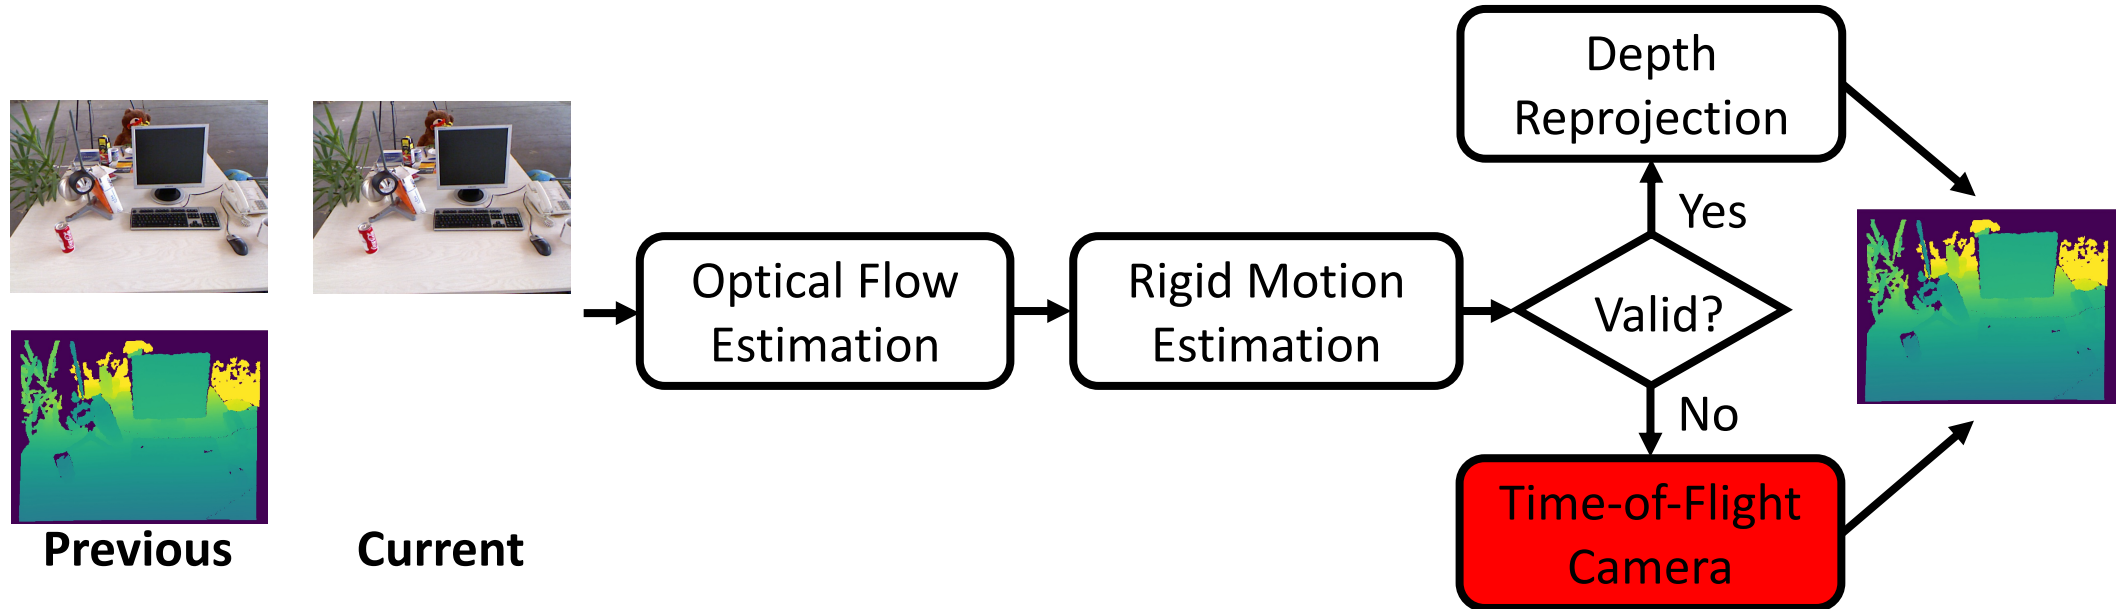 Previous
Current
Optical Flow
Estimation
Rigid Motion
Estimation
Valid?
Yes
No
Depth
Reprojection
Time-of-Flight
Camera